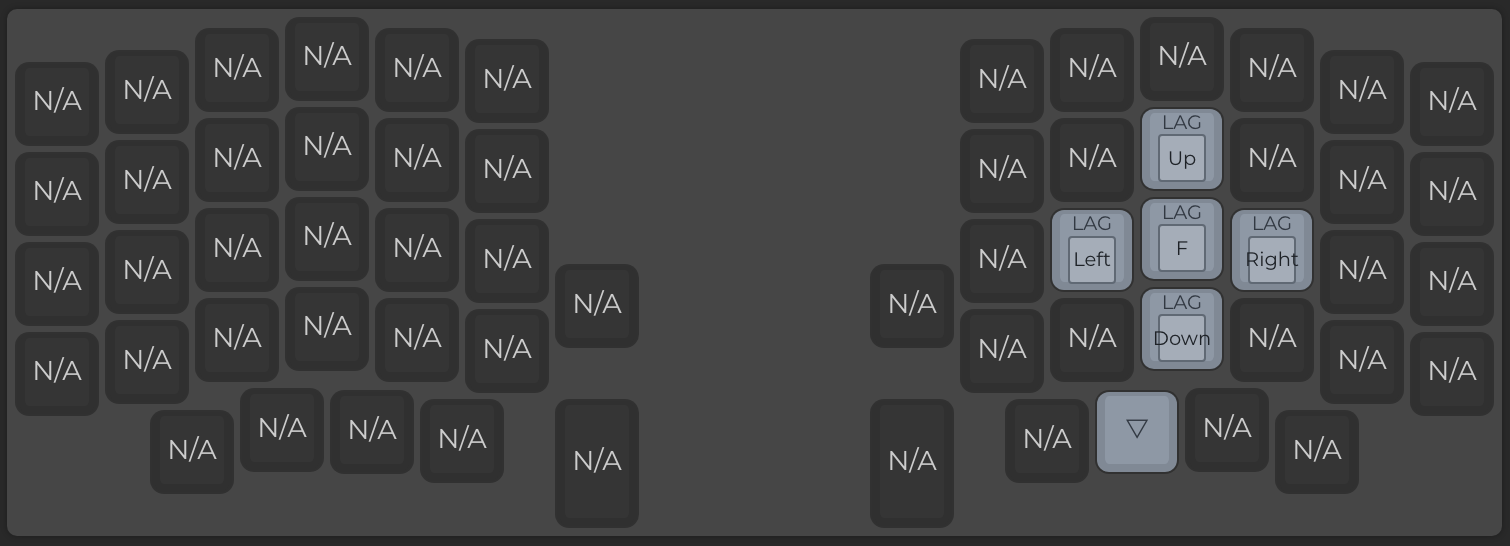 N/A N/A N/A N/A N/A N/A N/A N/A N/A N/A N/A N/A
LAG
N/A N/A N/A N/A N/A N/A N/A N/A Up N/A N/A N/A
LAG LAG LAG
N/A N/A N/A N/A N/A N/A N/A Left F Right N/A N/A
N/A N/A
LAG
N/A N/A N/A N/A N/A N/A N/A N/A Down N/A N/A N/A
N/A N/A N/A N/A N/A N/A N/A ▽ N/A N/A